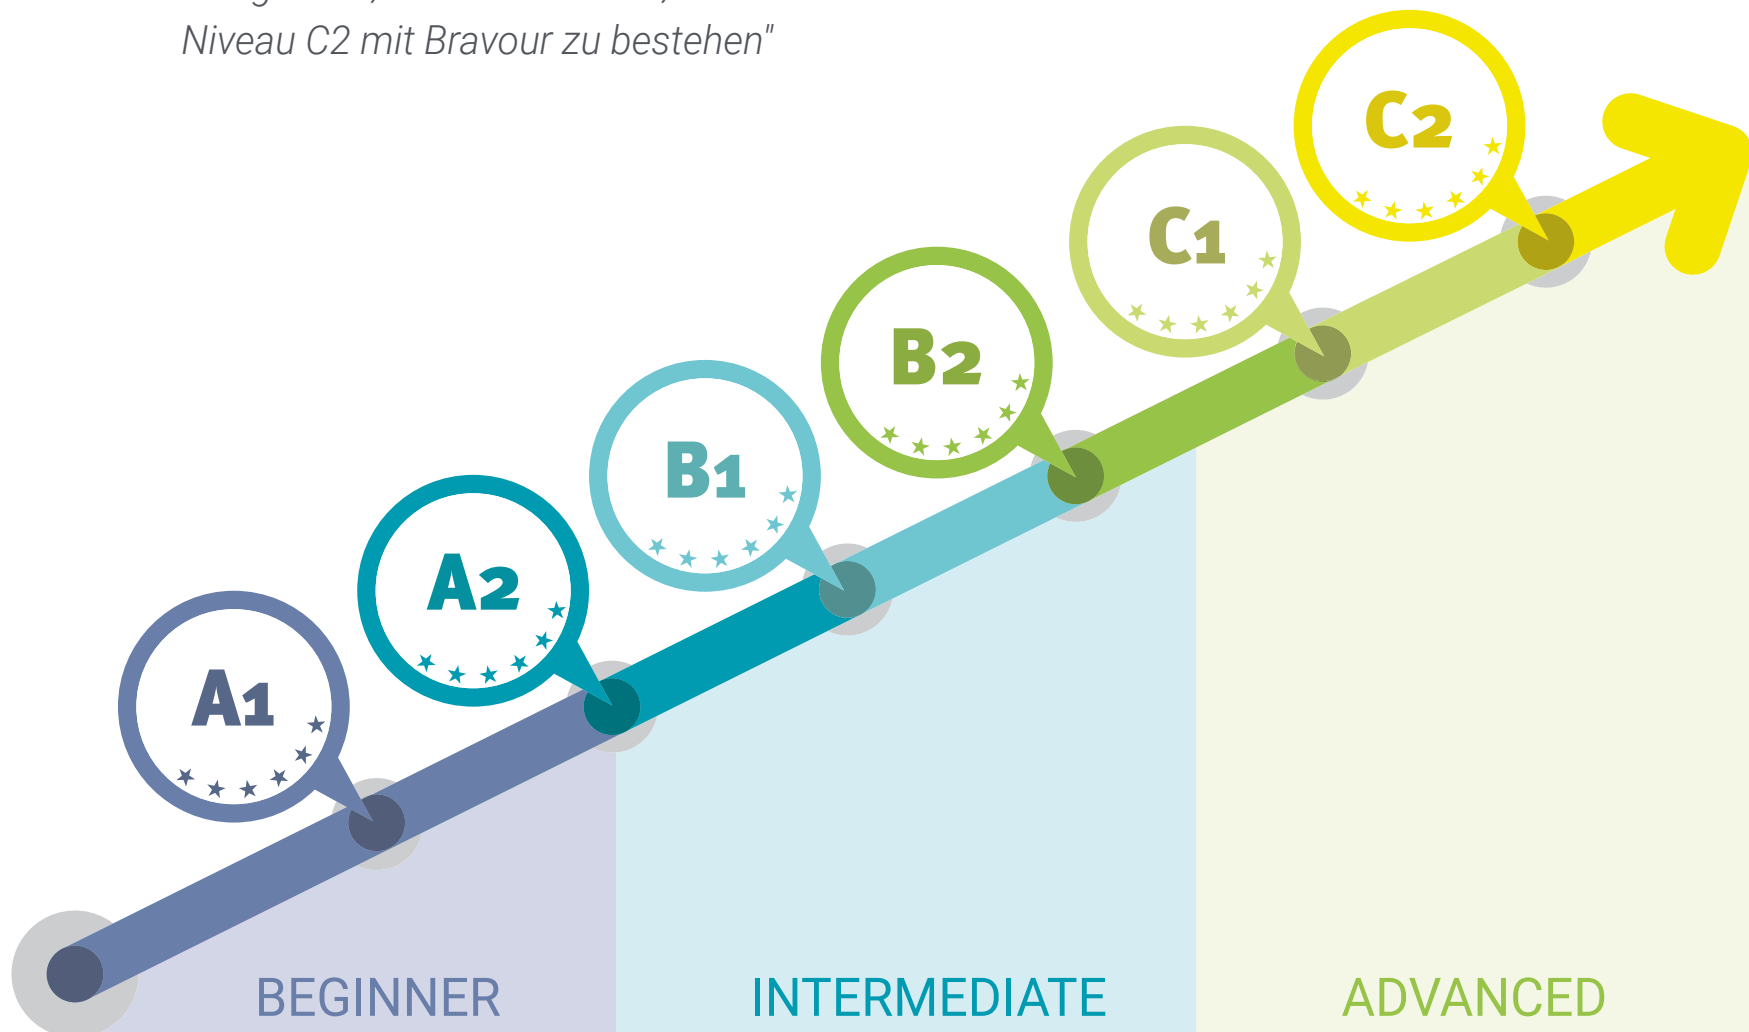 Niveau C2 mit Bravour zu bestehen"
C2
C1
B2
B1
A2
A1
BEGINNER
INTERMEDIATE
ADVANCED